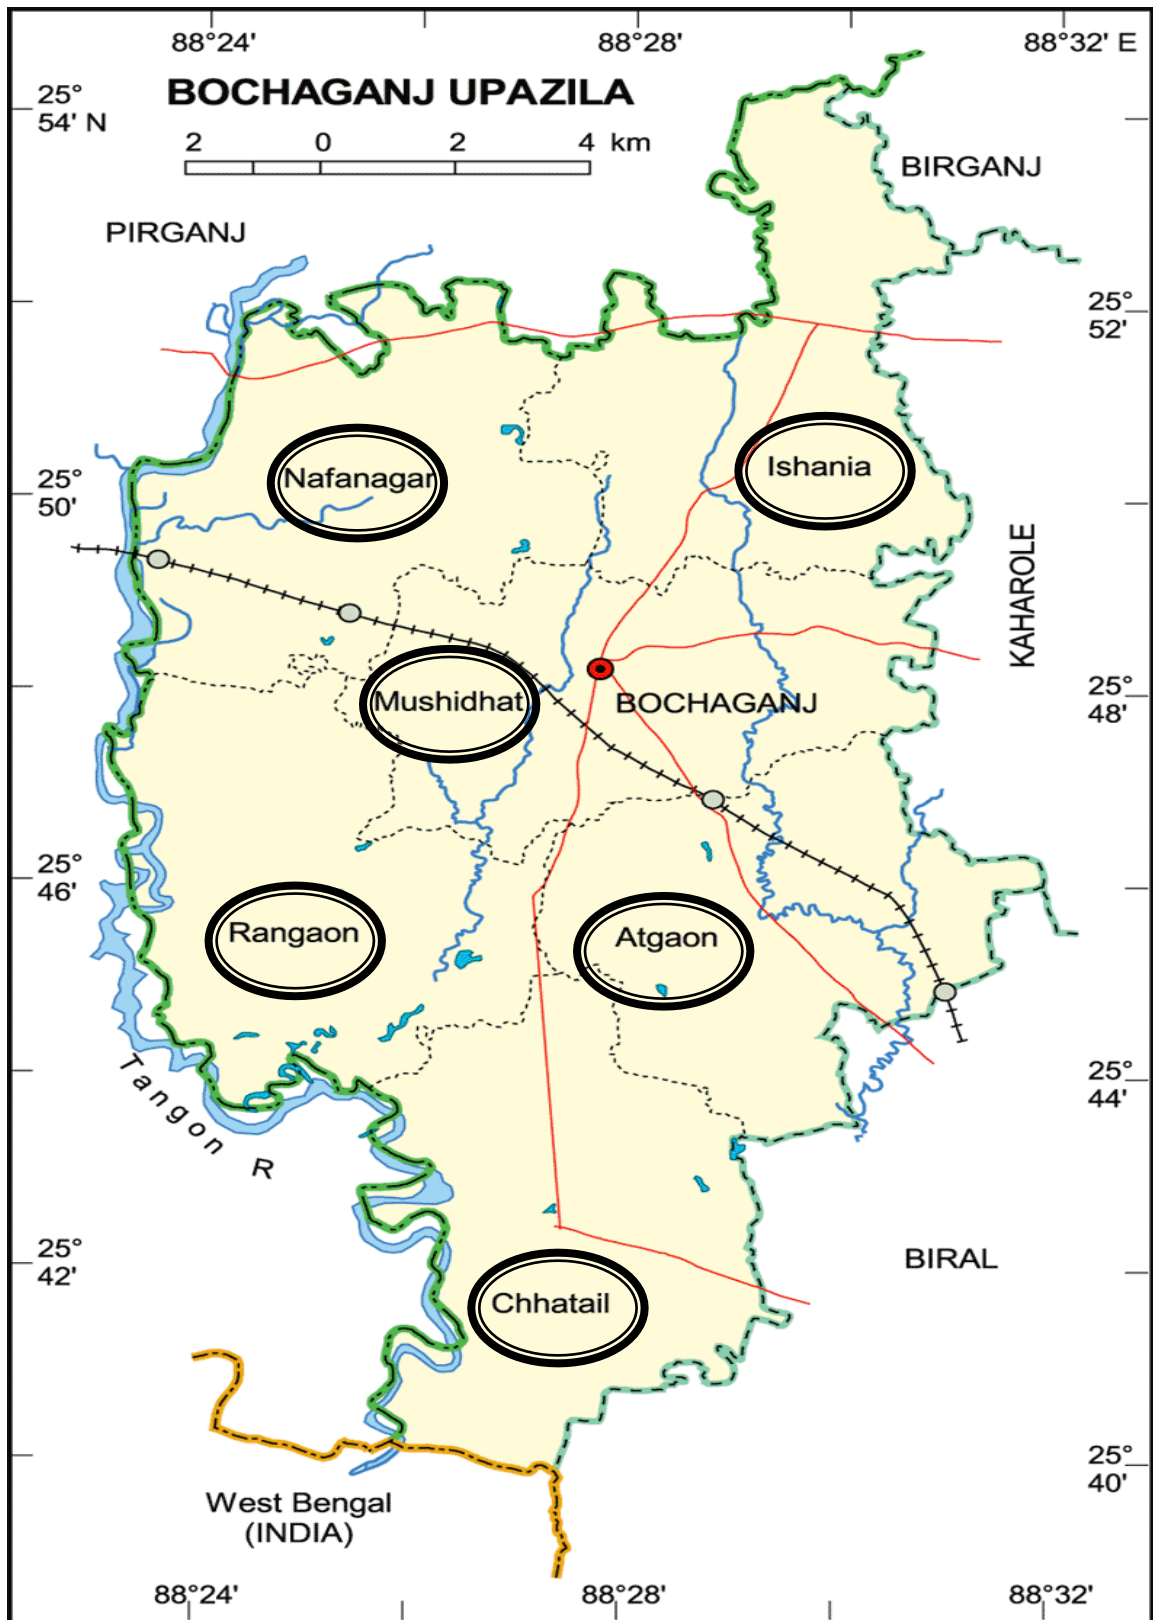 88°24'
88°28'
88°32' E
BOCHAGANJ UPAZILA
25°
54' N
2 0 2 4 km
BIRGANJ
PIRGANJ
25°
52'
Ishania
Nafanagar
25°
50'
KAHAROLE
Mushidhat
BOCHAGANJ
25°
48'
25°
46'
Rangaon
Atgaon
Tangon R
25°
44'
25°
42'
BIRAL
Chhatail
25°
40'
West Bengal
(INDIA)
88°24'
88°28'
88°32'